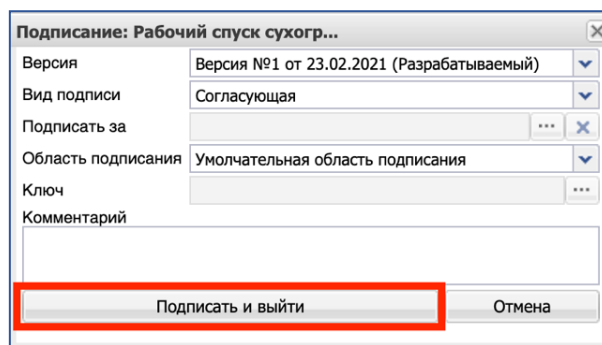 Подписание: Рабочий спуск сухогр...
Версия Версия №1 от 23.02.2021 (Разрабатываемый)
Вид подписи Согласующая
Подписать за
Область подписания Умолчательная область подписания
Ключ
Комментарий
Подписать и выйти Отмена